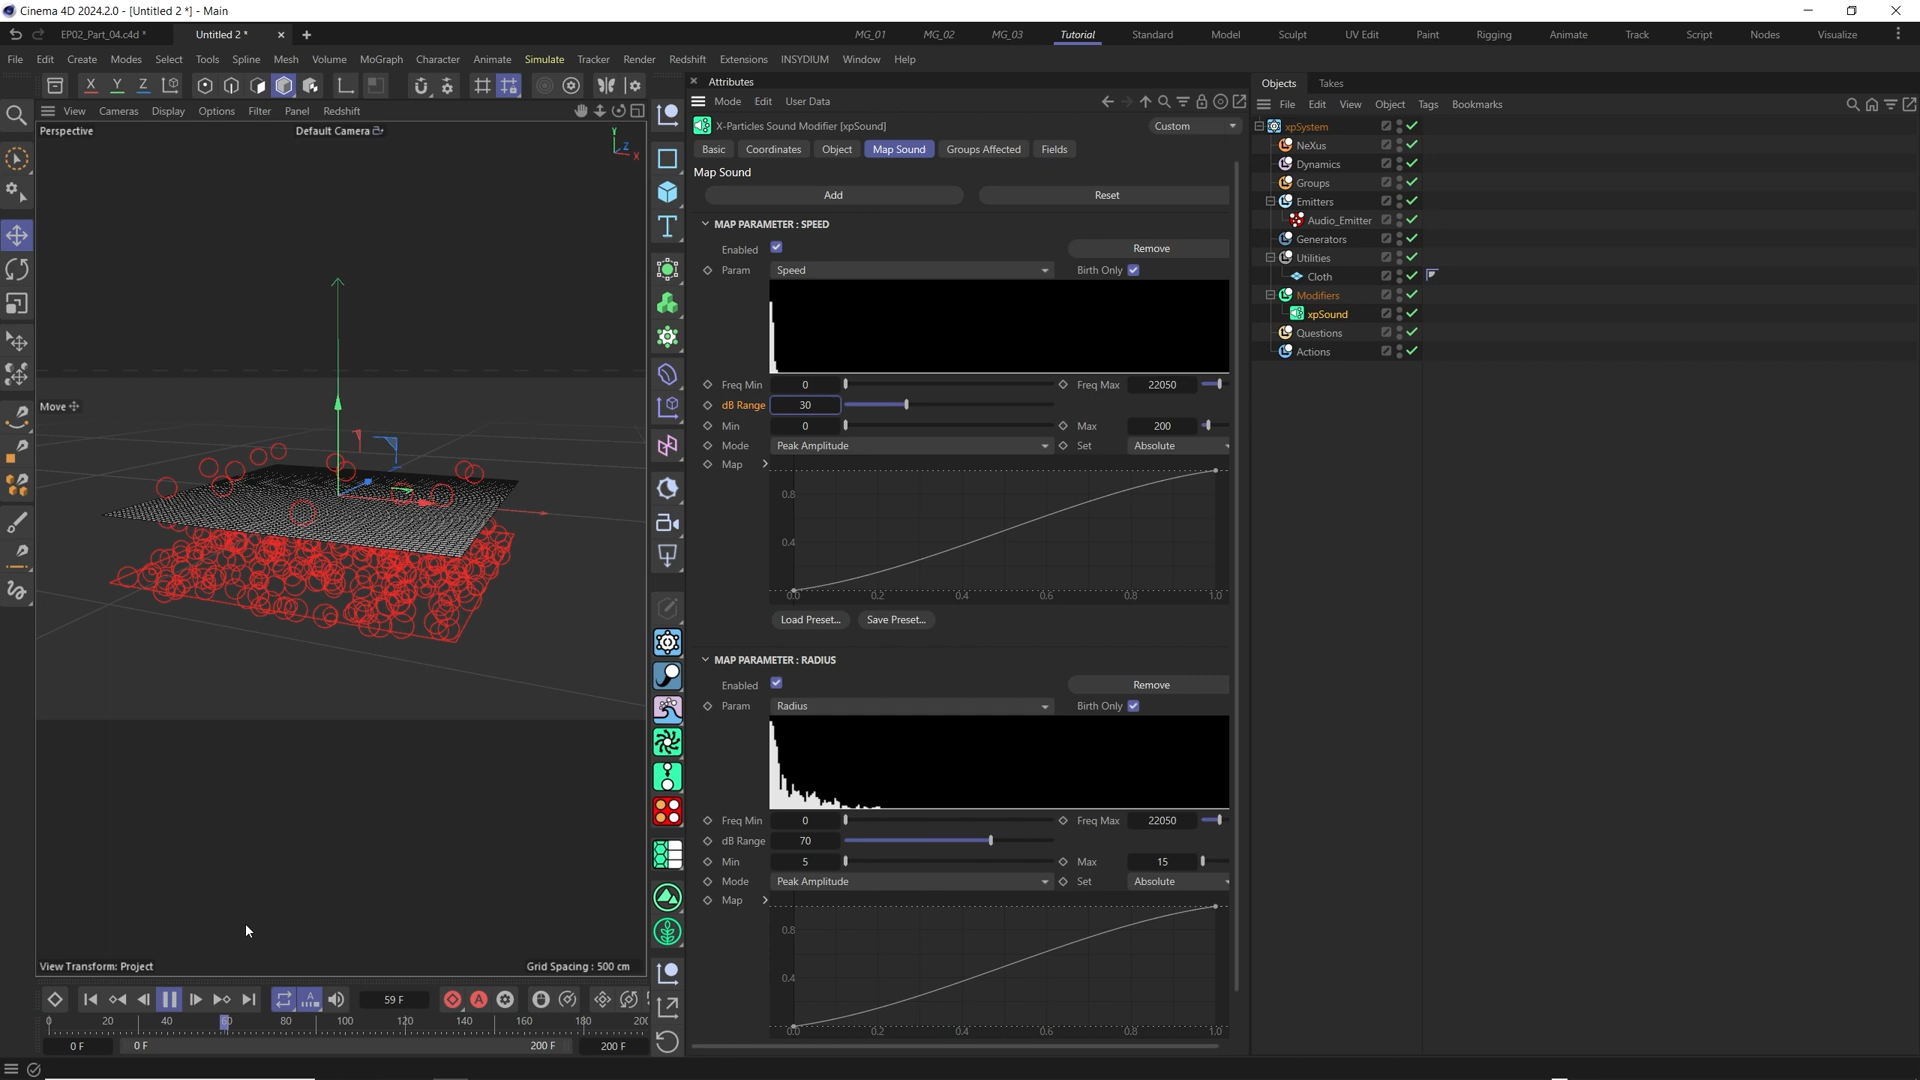 Cinema 4D 2024.2.0 - [Untitled 2 *] - Main
EP02_Part_04.c4d *
Untitled 2 *
MG_01
MG_02
MG_03
Tutorial
Standard
Model
Sculpt
UV Edit
Paint
Rigging
Animate
Track
Script
Nodes
Visualize
File Edit Create Modes Select Tools Spline Mesh Volume MoGraph Character Animate Simulate Tracker Render Redshift Extensions INSYDIUM Window Help
X Y Z
View Cameras Display Options Filter Panel Redshift
Perspective
Default Camera
Y
Z
X
Move
View Transform: Project
Grid Spacing : 500 cm
59 F
0 20 40 60 80 100 120 140 160 180 200
0 F
0 F
200 F
200 F
Attributes
Mode Edit User Data
X-Particles Sound Modifier [xpSound]
Custom
Basic Coordinates Object Map Sound Groups Affected Fields
Map Sound
Add Reset
MAP PARAMETER : SPEED
Enabled Remove
Param Speed Birth Only
Freq Min 0 Freq Max 22050
dB Range 30
Min 0 Max 200
Mode Peak Amplitude Set Absolute
Map
0.8
0.4
0.0 0.2 0.4 0.6 0.8 1.0
Load Preset... Save Preset...
MAP PARAMETER : RADIUS
Enabled Remove
Param Radius Birth Only
Freq Min 0 Freq Max 22050
dB Range 70
Min 5 Max 15
Mode Peak Amplitude Set Absolute
Map
0.8
0.4
0.0 0.2 0.4 0.6 0.8 1.0
Objects Takes
File Edit View Object Tags Bookmarks
xpSystem
NeXus
Dynamics
Groups
Emitters
Audio_Emitter
Generators
Utilities
Cloth
Modifiers
xpSound
Questions
Actions